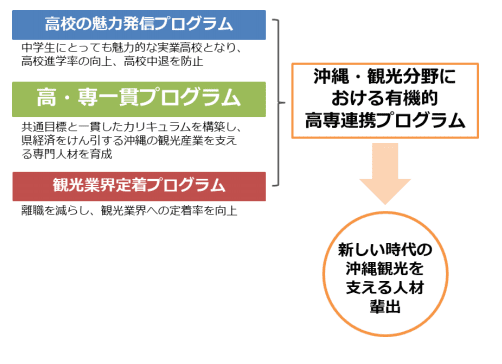 高校の魅力発信プログラム
中学生にとっても魅力的な実業高校となり、
高校進学率の向上、高校中退を防止
高・専一貫プログラム
共通目標と一貫したカリキュラムを構築し、
県経済をけん引する沖縄の観光産業を支え
る専門人材を育成
観光業界定着プログラム
離職を減らし、観光業界への定着率を向上
沖縄・観光分野に
おける有機的
高専連携プログラム
新しい時代の
沖縄観光を
支える人材
輩出